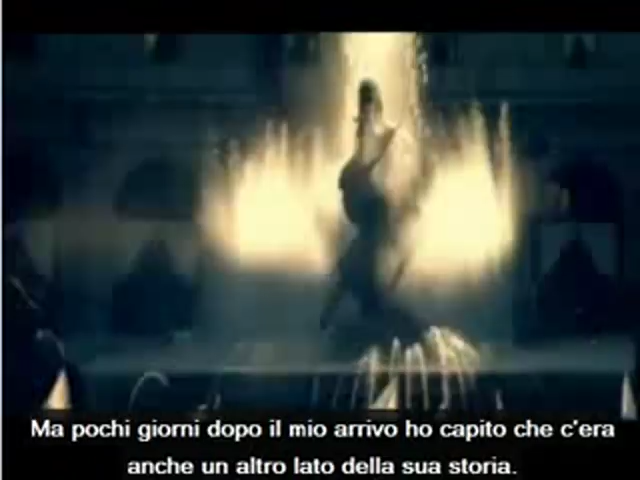 Ma pochi giorni dopo il mio arrivo ho capito che c'era
anche un altro lato della sua storia.